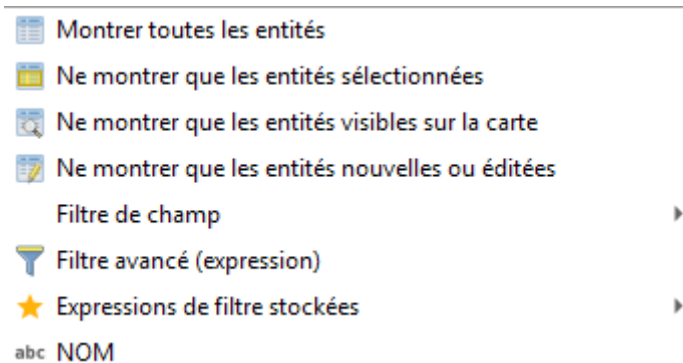 Montrer toutes les entités
Ne montrer que les entités sélectionnées
Ne montrer que les entités visibles sur la carte
Ne montrer que les entités nouvelles ou éditées
Filtre de champ
Filtre avancé (expression)
Expressions de filtre stockées
abc NOM